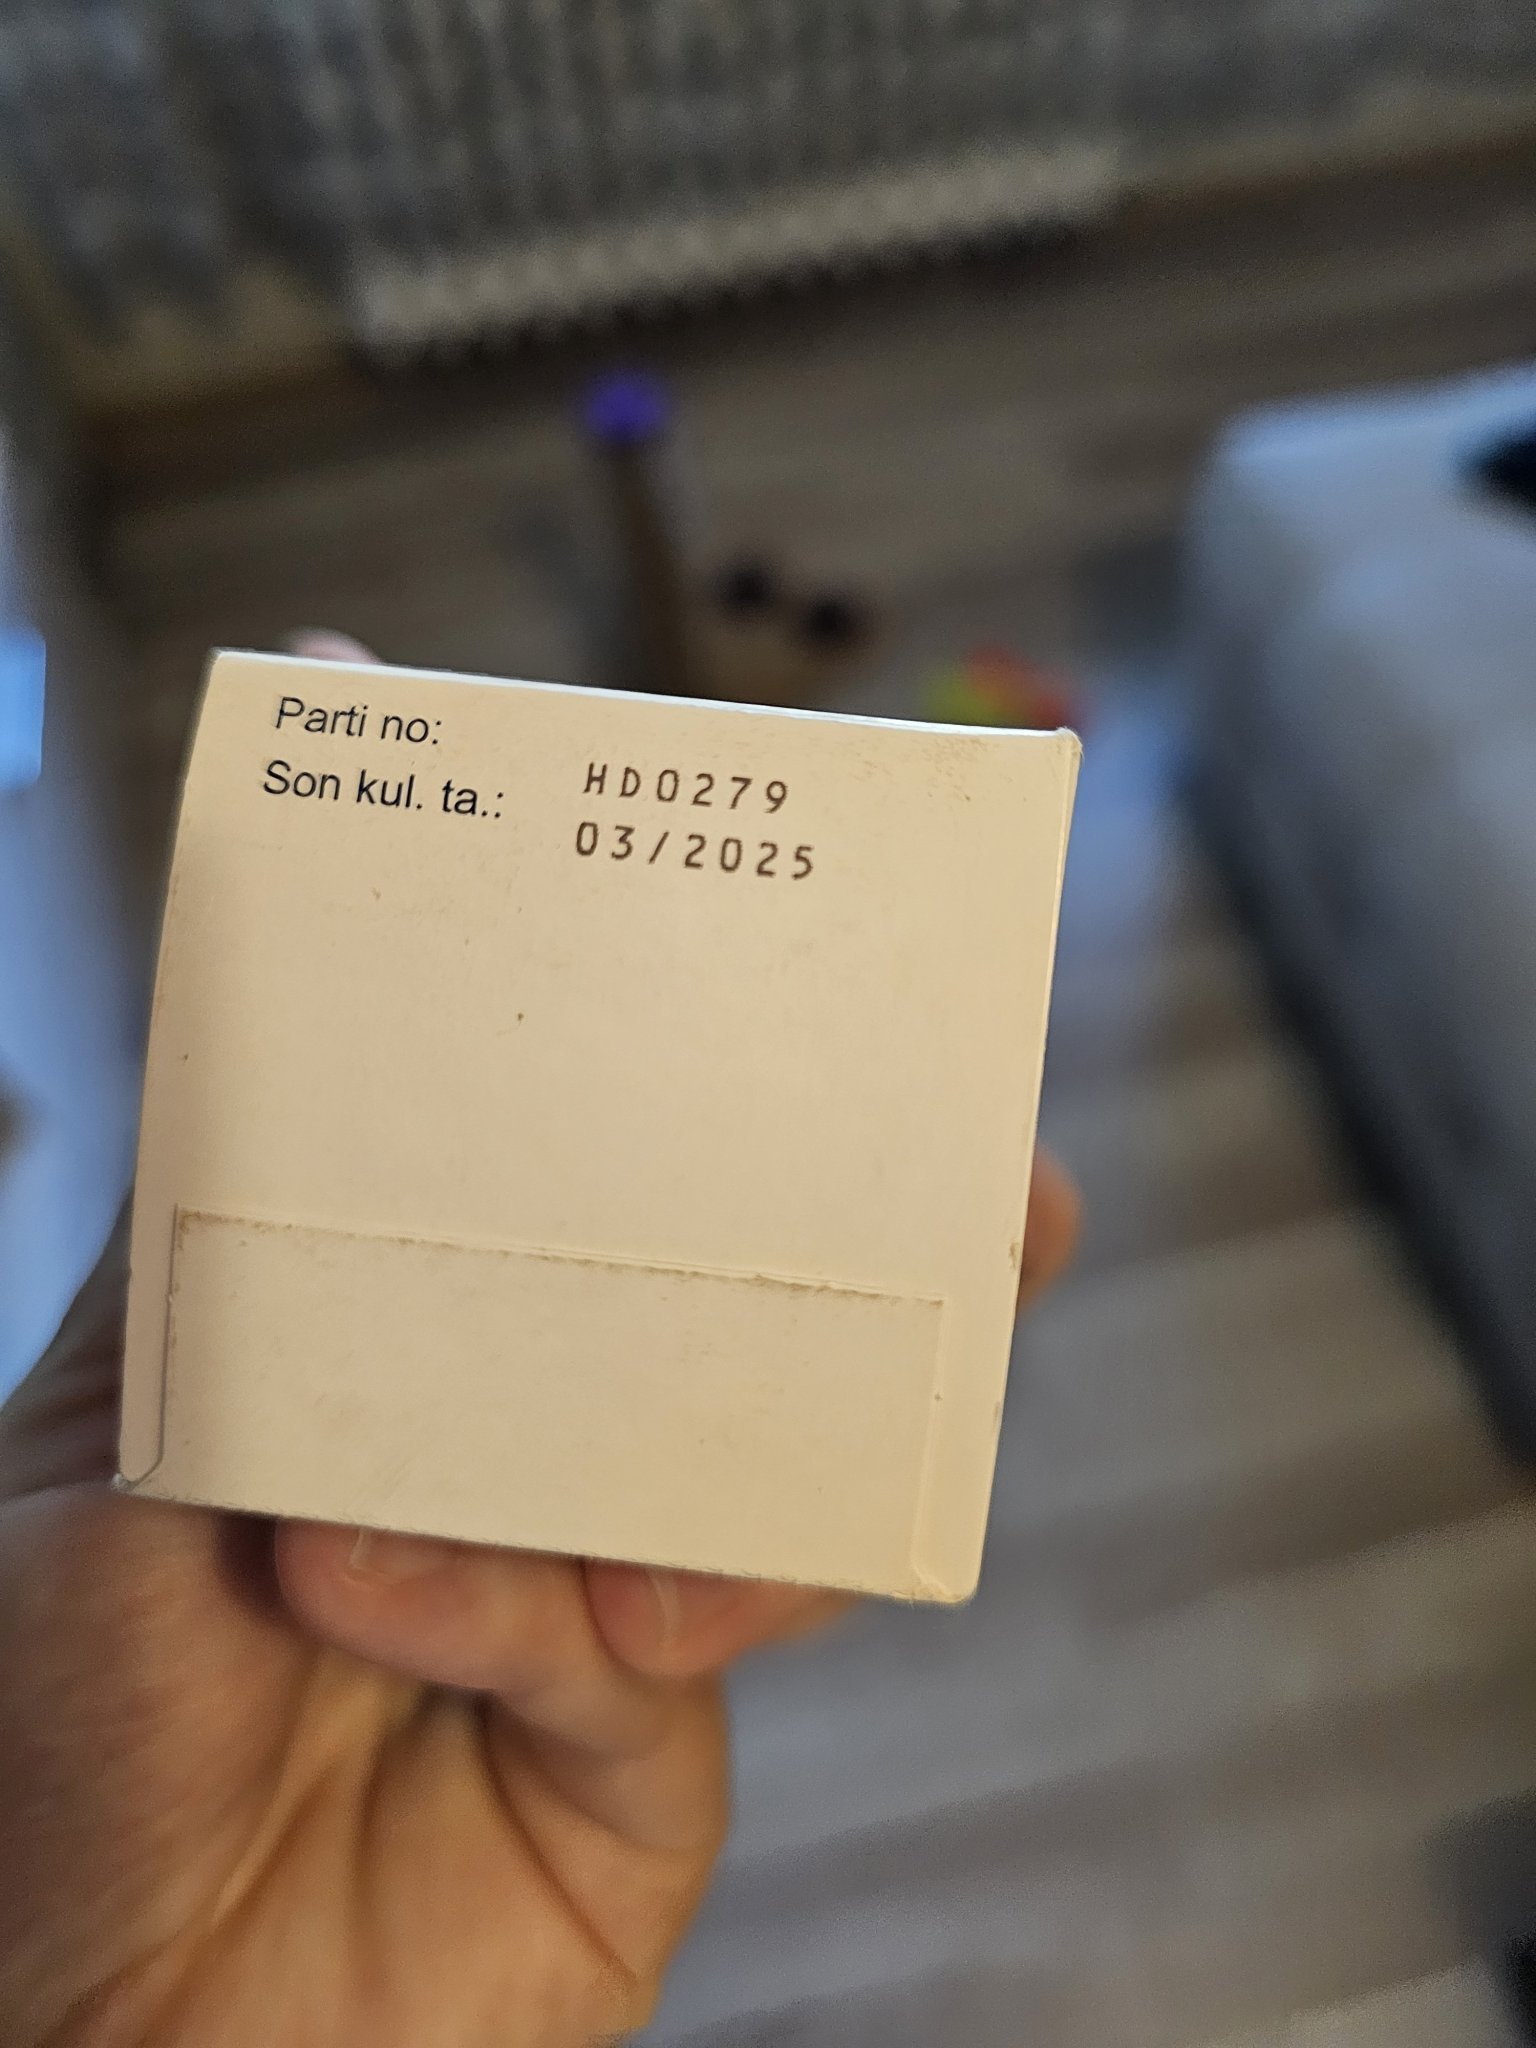 Parti no:
Son kul. ta.:
HD0279
03/2025